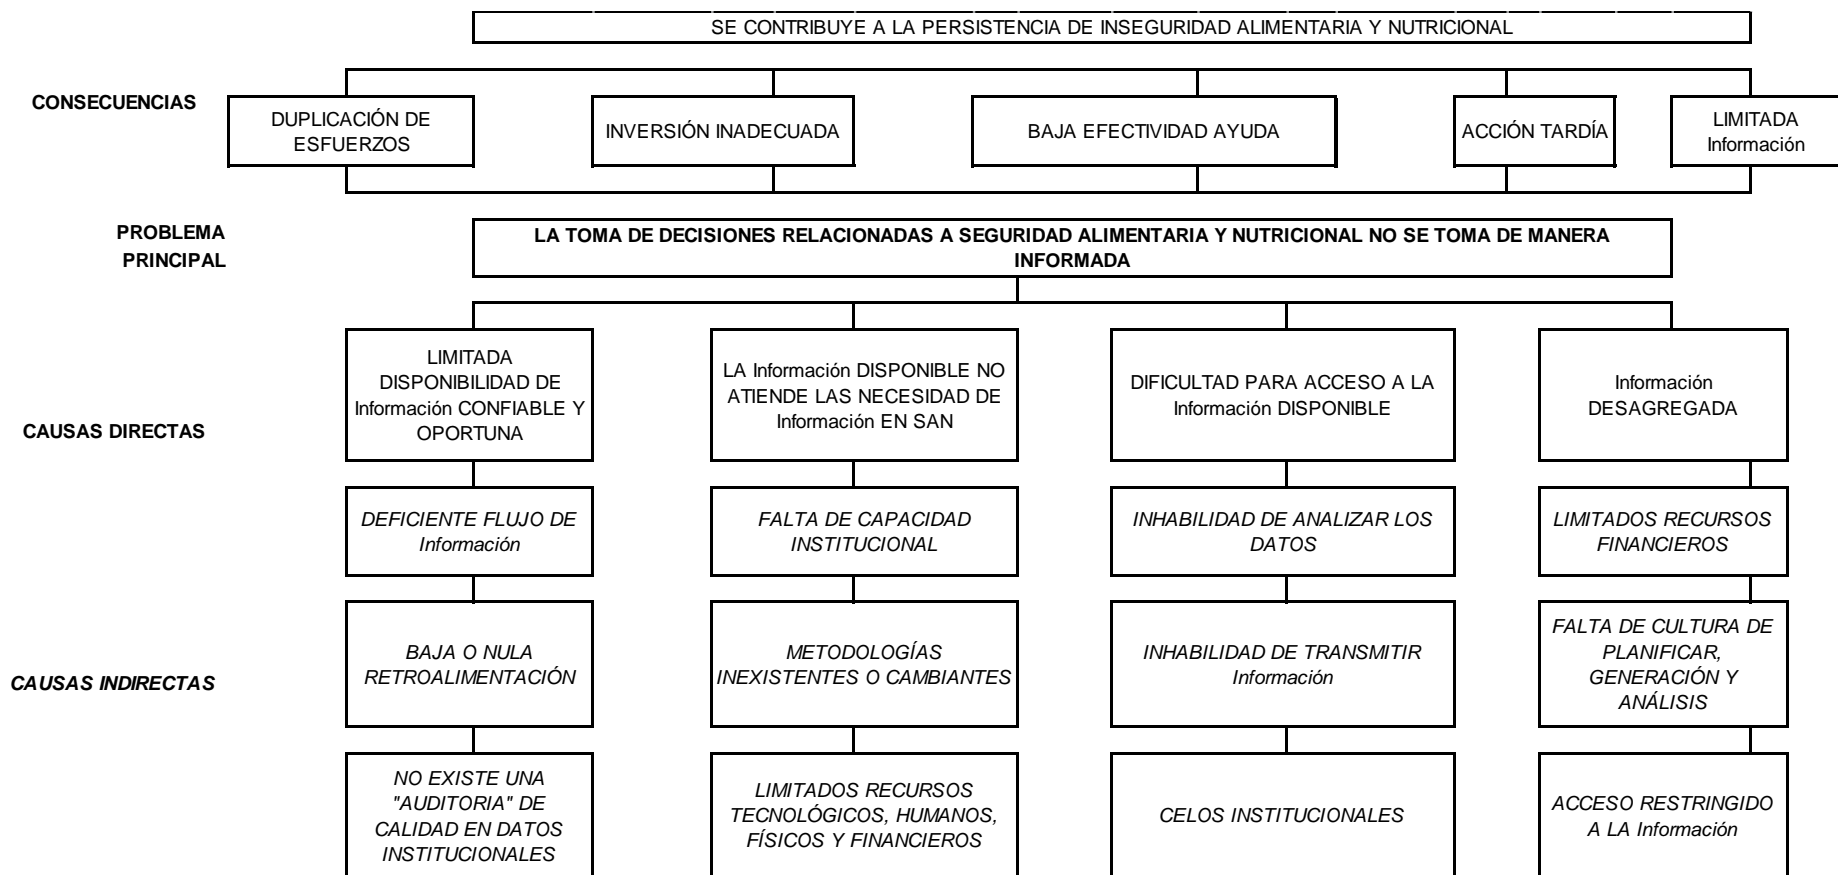 SE CONTRIBUYE A LA PERSISTENCIA DE INSEGURIDAD ALIMENTARIA Y NUTRICIONAL
CONSECUENCIAS
DUPLICACIÓN DE
ESFUERZOS
INVERSIÓN INADECUADA
BAJA EFECTIVIDAD AYUDA
ACCIÓN TARDÍA
LIMITADA
Información
PROBLEMA
PRINCIPAL
LA TOMA DE DECISIONES RELACIONADAS A SEGURIDAD ALIMENTARIA Y NUTRICIONAL NO SE TOMA DE MANERA
INFORMADA
CAUSAS DIRECTAS
LIMITADA
DISPONIBILIDAD DE
Información CONFIABLE Y
OPORTUNA
LA Información DISPONIBLE NO
ATIENDE LAS NECESIDAD DE
Información EN SAN
DIFICULTAD PARA ACCESO A LA
Información DISPONIBLE
Información
DESAGREGADA
DEFICIENTE FLUJO DE
Información
FALTA DE CAPACIDAD
INSTITUCIONAL
INHABILIDAD DE ANALIZAR LOS
DATOS
LIMITADOS RECURSOS
FINANCIEROS
CAUSAS INDIRECTAS
BAJA O NULA
RETROALIMENTACIÓN
METODOLOGÍAS
INEXISTENTES O CAMBIANTES
INHABILIDAD DE TRANSMITIR
Información
FALTA DE CULTURA DE
PLANIFICAR,
GENERACIÓN Y
ANÁLISIS
NO EXISTE UNA
"AUDITORIA" DE
CALIDAD EN DATOS
INSTITUCIONALES
LIMITADOS RECURSOS
TECNOLÓGICOS, HUMANOS,
FÍSICOS Y FINANCIEROS
CELOS INSTITUCIONALES
ACCESO RESTRINGIDO
A LA Información